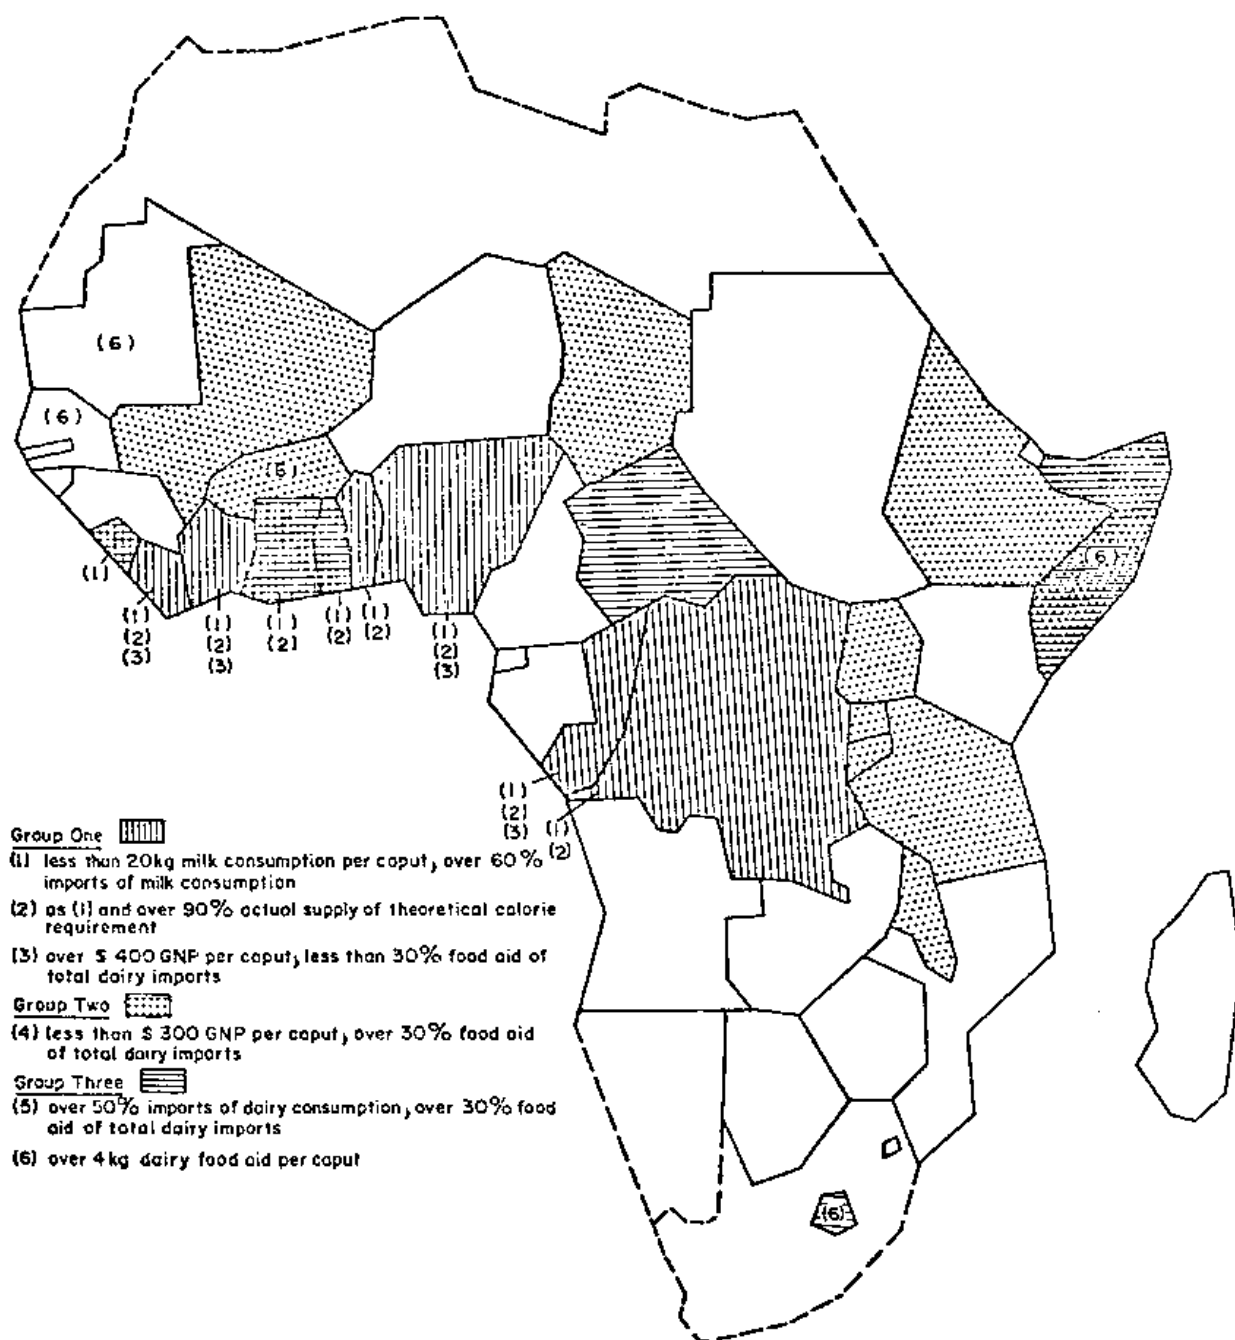 (6)
(6)
(5)
(6)
(1)
(1)
(2)
(3)
(1)
(2)
(3)
(1)
(2)
(1)
(2)
(1)
(2)
(1)
(2)
(3)
(1)
(2)
(3)
(1)
(2)
Group One
(1) less than 20kg milk consumption per caput, over 60%
imports of milk consumption
(2) as (1) and over 90% actual supply of theoretical calorie
requirement
(3) over $ 400 GNP per caput, less than 30% food aid of
total dairy imports
Group Two
(4) less than $ 300 GNP per caput, over 30% food aid
of total dairy imports
Group Three
(5) over 50% imports of dairy consumption, over 30% food
aid of total dairy imports
(6) over 4kg dairy food aid per caput
(6)